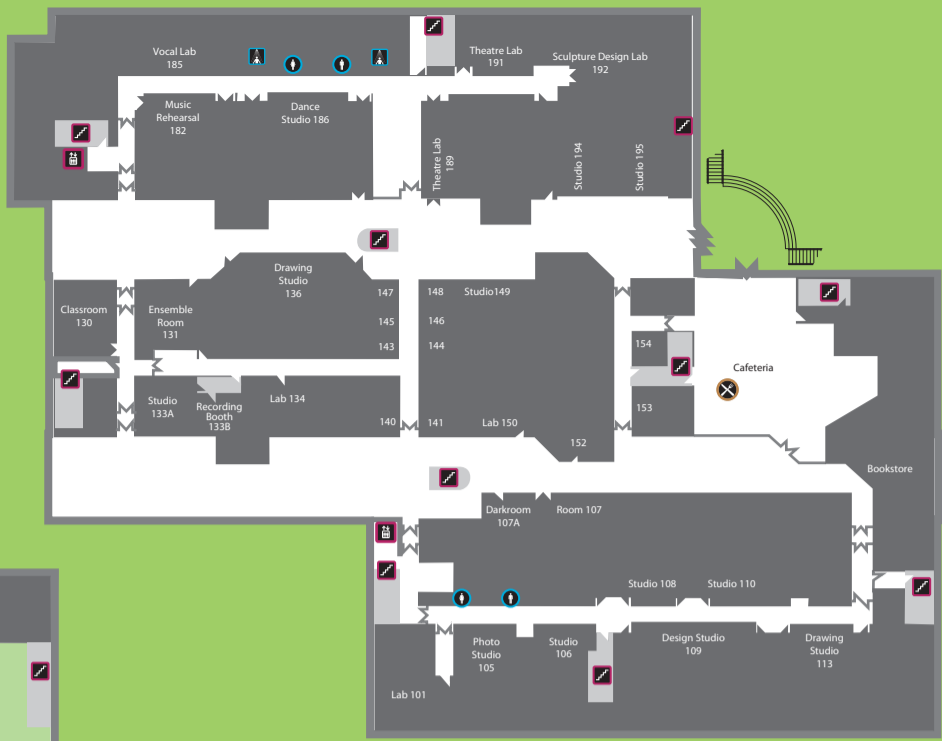 Vocal Lab
185
Theatre Lab
191
Sculpture Design Lab
192
Music
Rehearsal
182
Dance
Studio 186
Theatre Lab
189
Studio 194
Studio 195
Drawing
Studio
136
147
148
Studio149
Classroom
130
Ensemble
Room
131
145
146
143
144
154
Cafeteria
Studio
133A
Recording
Booth
133B
Lab 134
140
141
Lab 150
153
152
Bookstore
Darkroom
107A
Room 107
Studio 108
Studio 110
Photo
Studio
105
Studio
106
Design Studio
109
Drawing
Studio
113
Lab 101